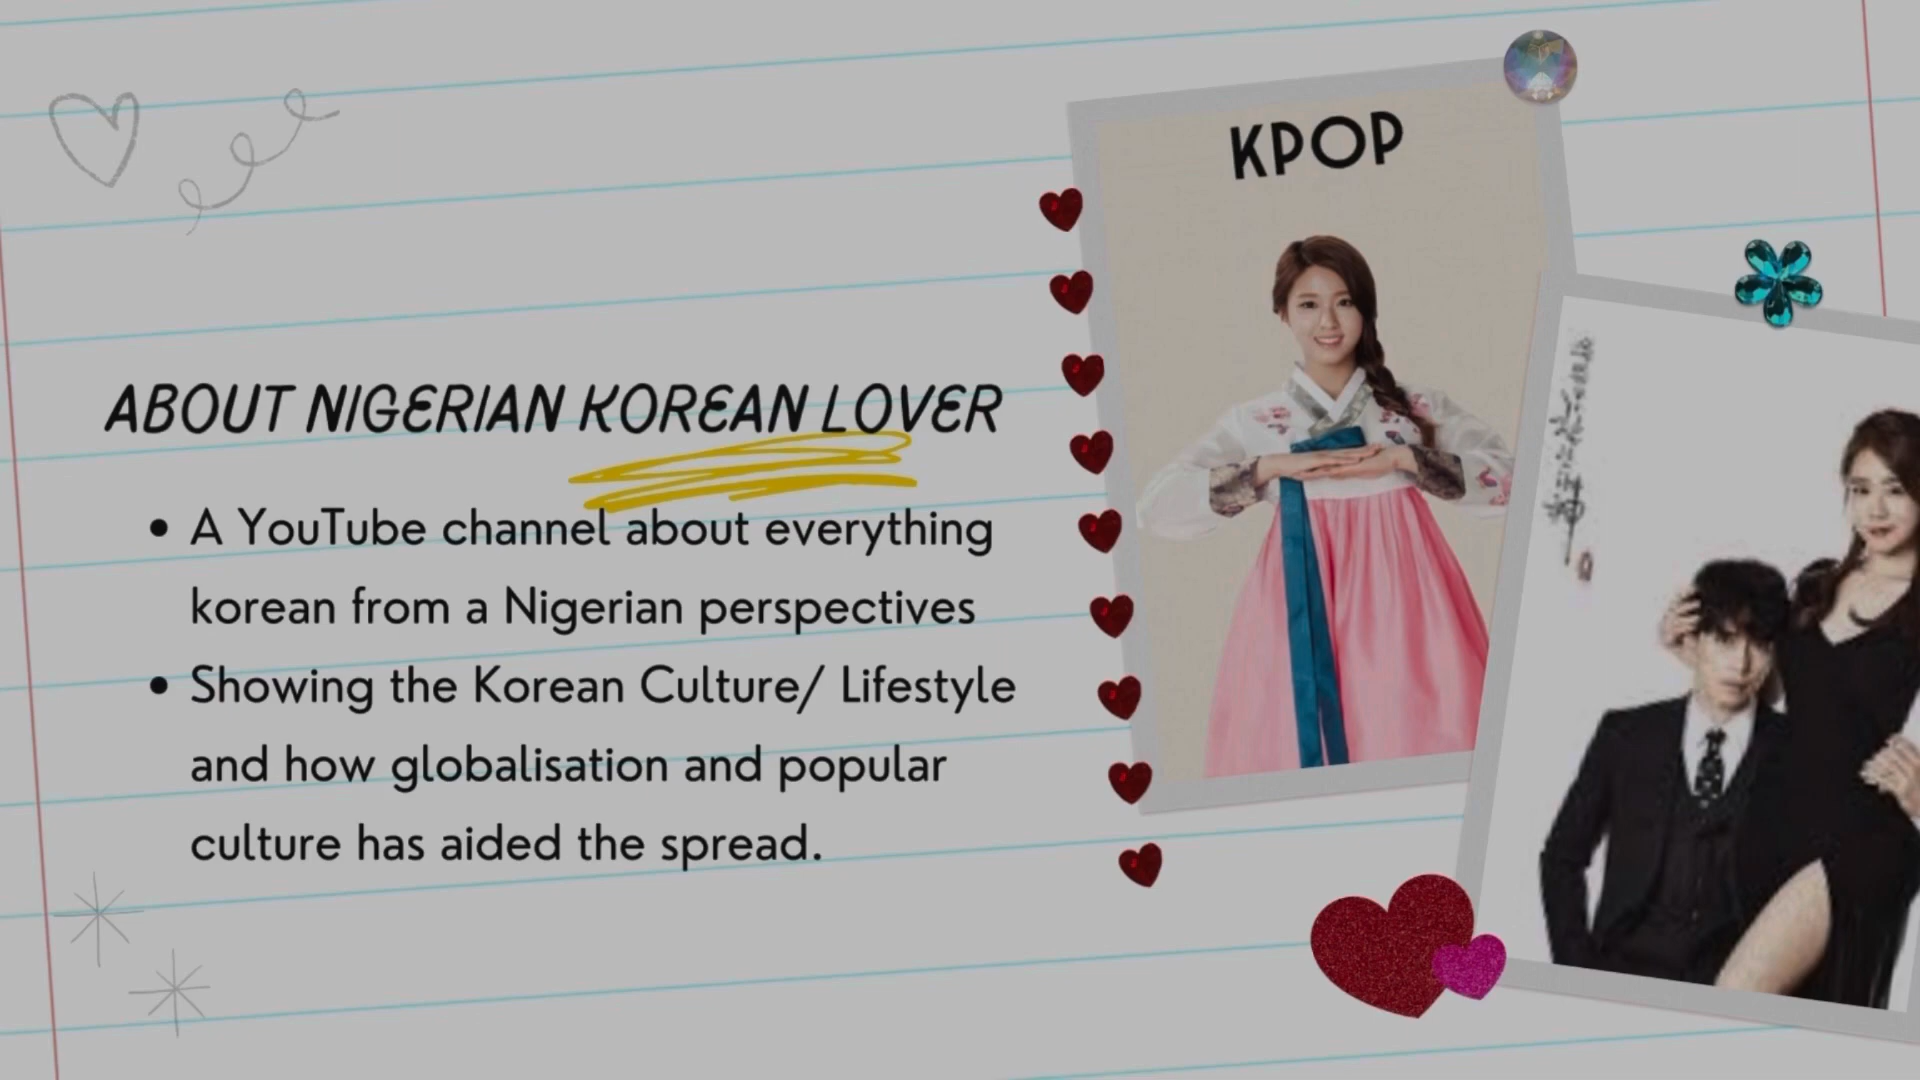 KPOP
ABOUT NIGERIAN KOREAN LOVER
• A YouTube channel about everything
korean from a Nigerian perspectives
• Showing the Korean Culture/ Lifestyle
and how globalisation and popular
culture has aided the spread.